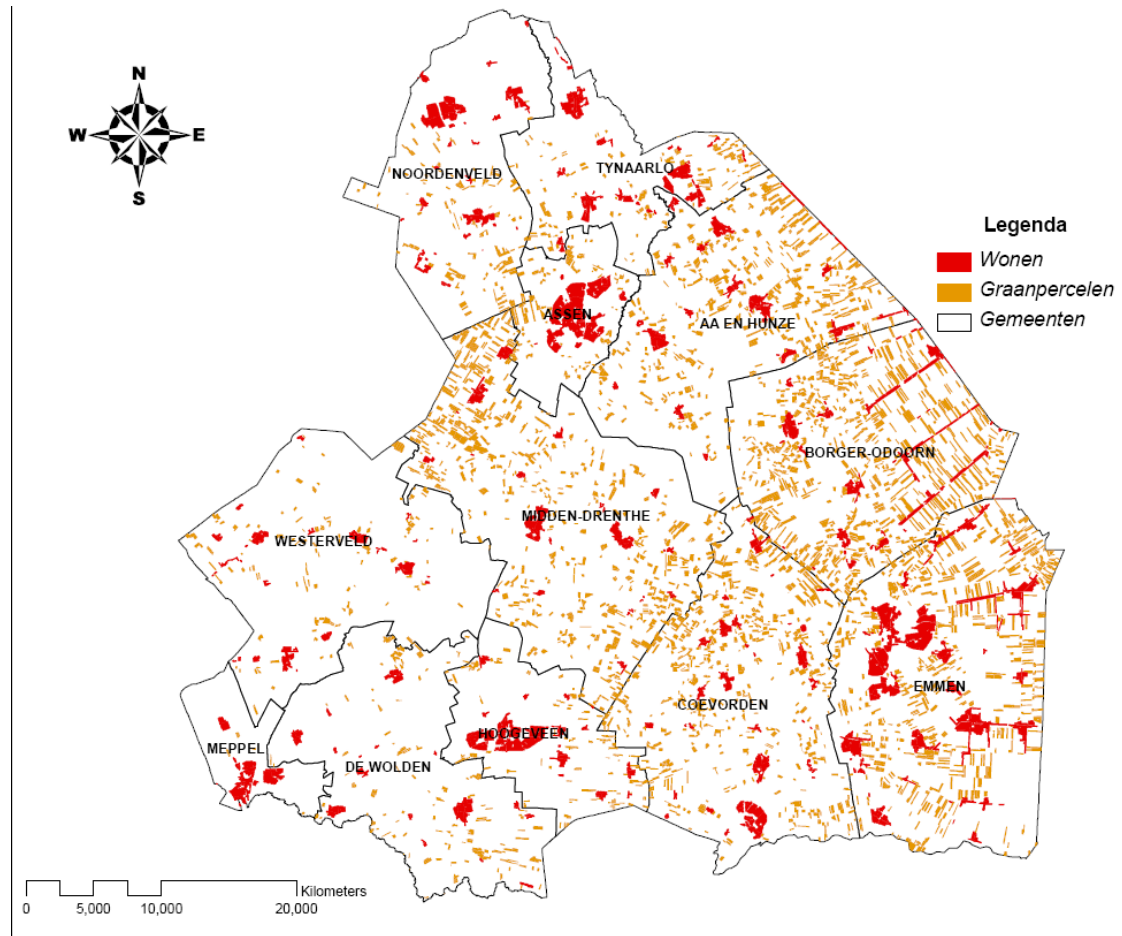 N
W E
S
NOORDENVELD
TYNAARLO
Legenda
Wonen
Graanpercelen
Gemeenten
ASSEN
AA EN HUNZE
BORGER-ODOORN
MIDDEN-DRENTHE
WESTERVELD
EMMEN
COEVORDEN
HOOGEVEEN
MEPPEL
DE WOLDEN
Kilometers
0 5,000 10,000 20,000